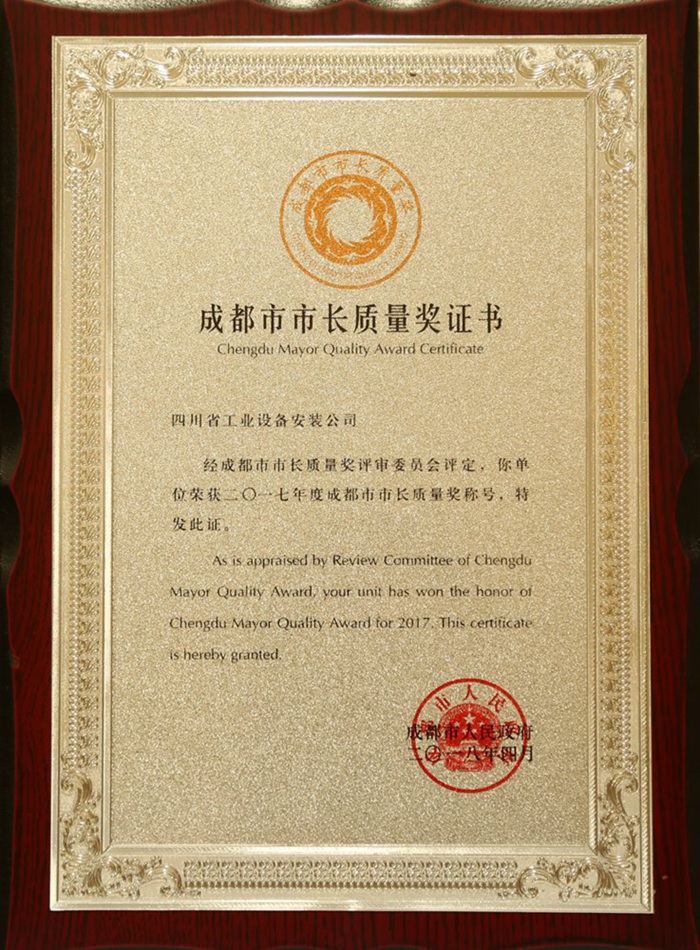 成都市市长质量奖
成都市市长质量奖证书
Chengdu Mayor Quality Award Certificate
四川省工业设备安装公司
经成都市市长质量奖评审委员会评定，你单
位荣获二〇一七年度成都市市长质量奖称号，特
发此证。
As is appraised by Review Committee of Chengdu
Mayor Quality Award, your unit has won the honor of
Chengdu Mayor Quality Award for 2017. This certificate
is hereby granted.
成都市人民政府
二〇一八年四月